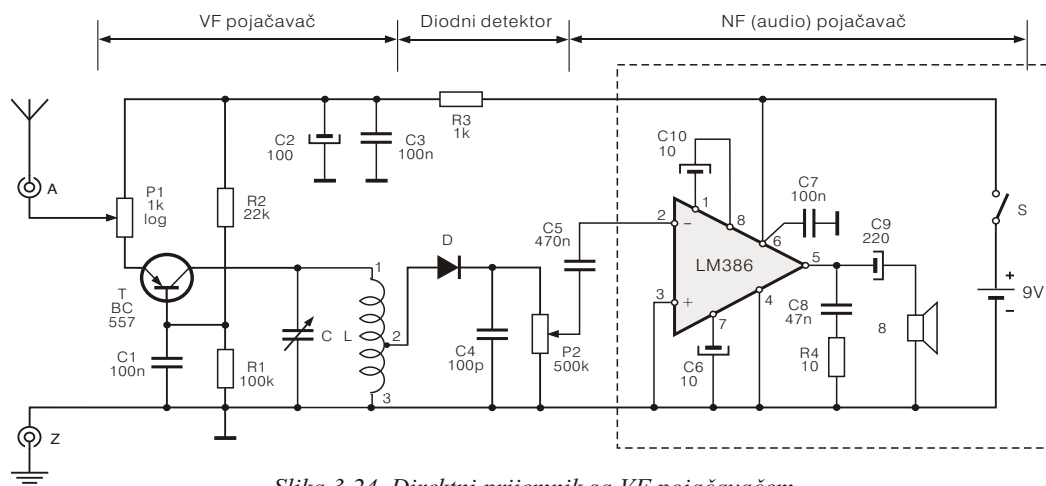 VF pojačavač
Diodni detektor
NF (audio) pojačavač
A
P1
1k
log
R2
22k
C2
100
C3
100n
R3
1k
C10
10
C7
100n
S
C5
470n
1
8
2
−
6
LM386
5
C9
220
+
9V
−
T
BC
557
1
D
2
3
C
L
C4
100p
P2
500k
3
+
7
4
C6
10
C8
47n
R4
10
8
C1
100n
R1
100k
Z
Slika 3.24. Direktni prijemnik sa VF pojačavačem